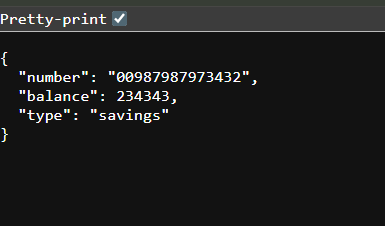 Pretty-print
{
  "number": "00987987973432",
  "balance": 234343,
  "type": "savings"
}